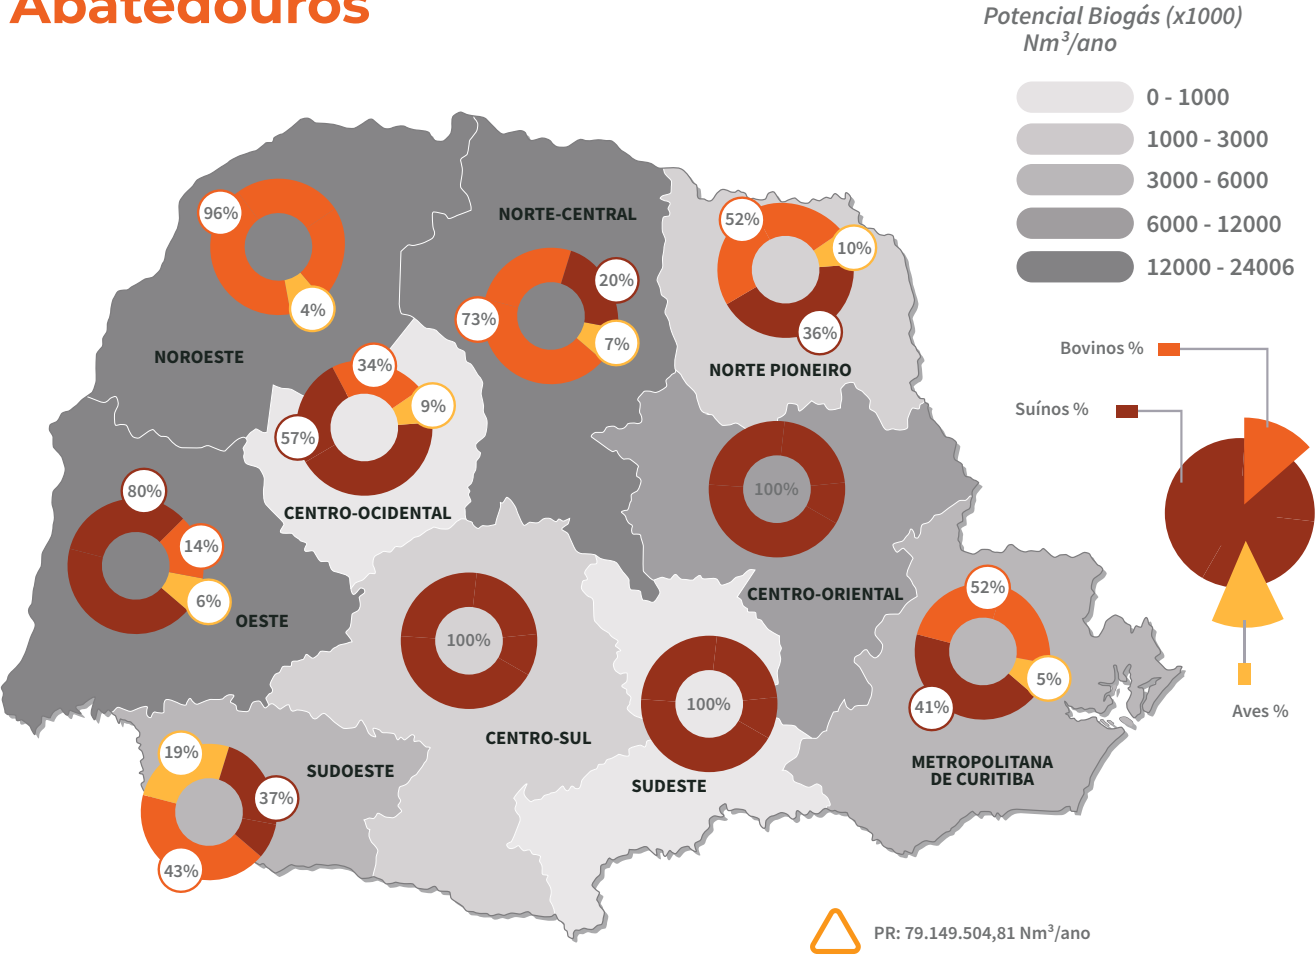 Abatedouros
Potencial Biogás (x1000)
Nm³/ano
0 - 1000
1000 - 3000
3000 - 6000
6000 - 12000
12000 - 24006
Bovinos %
Suínos %
Aves %
96%
4%
NOROESTE
NORTE-CENTRAL
20%
73%
7%
52%
10%
36%
NORTE PIONEIRO
34%
9%
57%
CENTRO-OCIDENTAL
80%
14%
6%
OESTE
100%
CENTRO-ORIENTAL
100%
CENTRO-SUL
100%
SUDESTE
52%
5%
41%
METROPOLITANA
DE CURITIBA
19%
37%
43%
SUDOESTE
PR: 79.149.504,81 Nm³/ano